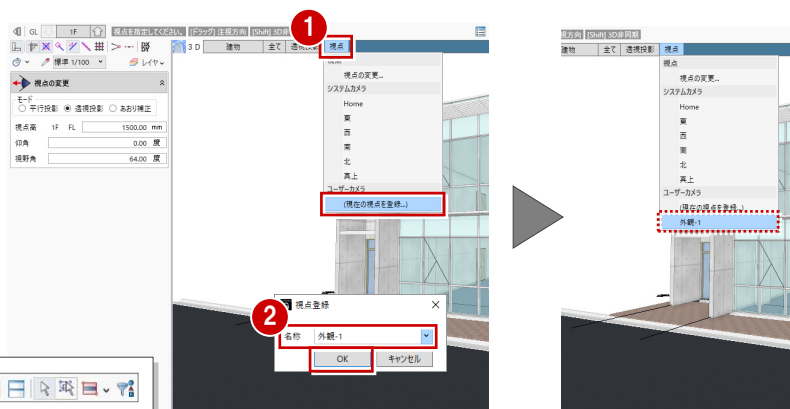 GL 1F 視点を指定してください。 [ドラッグ] 注視方向 [Shift] 3D非
標準 1/100 レイヤ
3 D 建物 全て 透視投影 視点
視点の変更
モード
平行投影 透視投影 あおり補正
視点高 1F FL 1500.00 mm
仰角 0.00 度
視野角 64.00 度
1
視点
視点の変更...
システムカメラ
Home
東
西
南
北
真上
ユーザーカメラ
(現在の視点を登録...)
2
視点登録
名称 外観-1
OK キャンセル
視方向 [Shift] 3D非同期
建物 全て 透視投影 視点
視点
視点の変更...
システムカメラ
Home
東
西
南
北
真上
ユーザーカメラ
(現在の視点を登録...)
外観-1